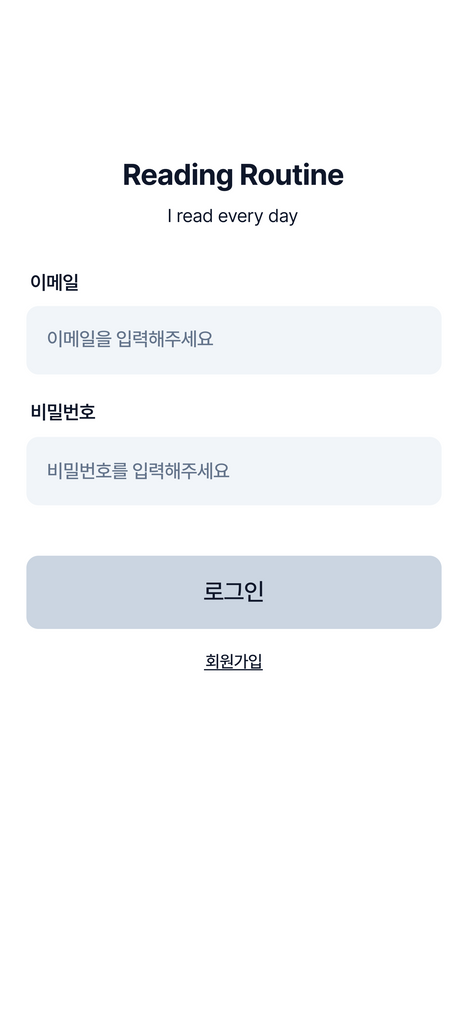 Reading Routine
I read every day
이메일
이메일을 입력해주세요
비밀번호
비밀번호를 입력해주세요
로그인
회원가입